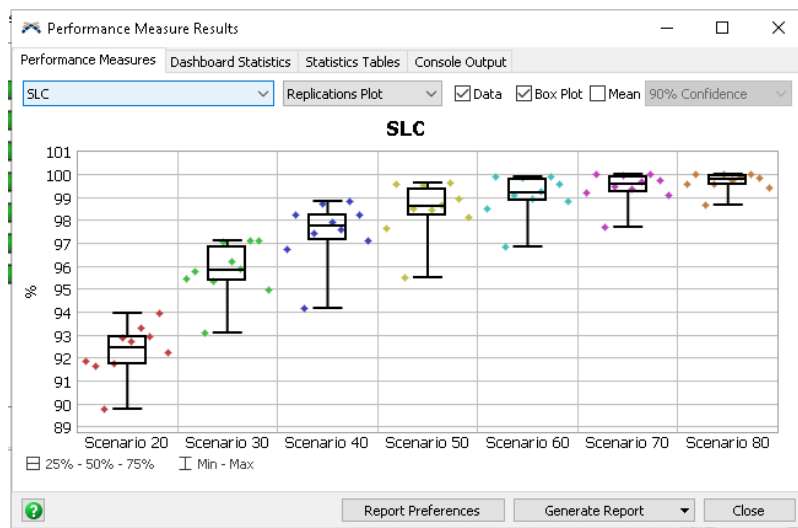 Performance Measure Results
Performance Measures Dashboard Statistics Statistics Tables Console Output
SLC Replications Plot Data Box Plot Mean 90% Confidence
SLC
101
100
99
98
97
96
95
94
93
92
91
90
89
%
Scenario 20 Scenario 30 Scenario 40 Scenario 50 Scenario 60 Scenario 70 Scenario 80
25% - 50% - 75% Min - Max
? Report Preferences Generate Report Close